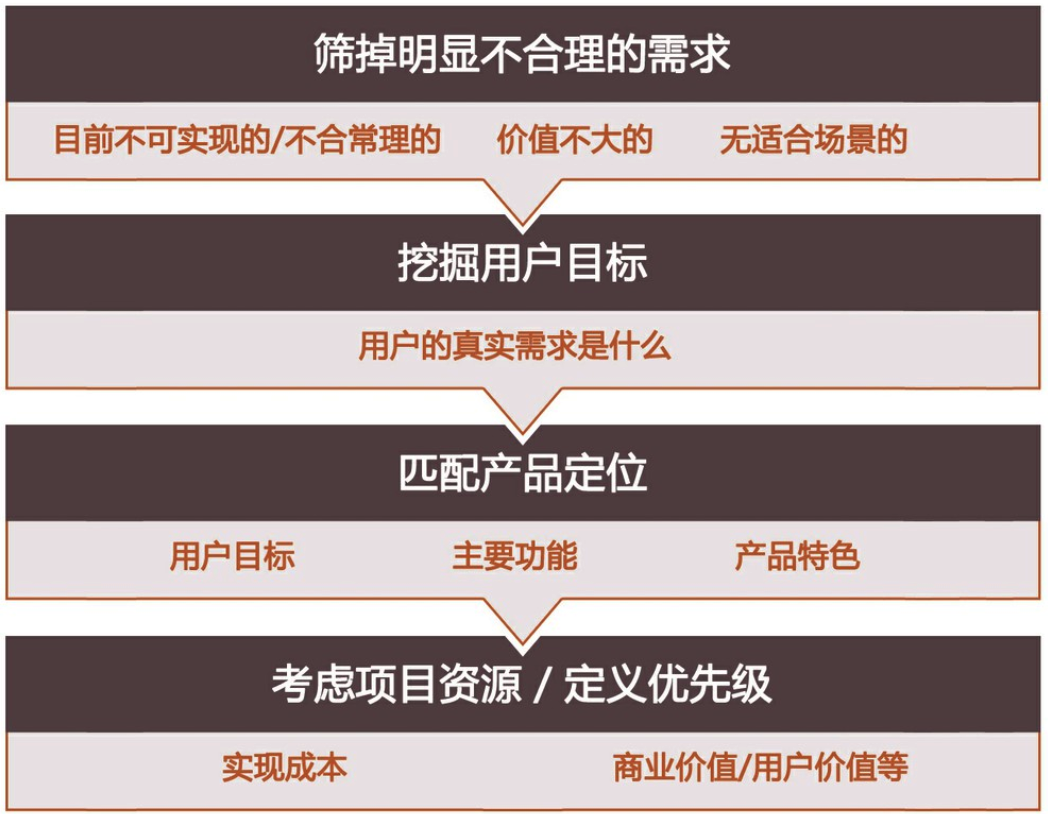 筛掉明显不合理的需求
目前不可实现的/不合常理的 价值不大的 无适合场景的
挖掘用户目标
用户的真实需求是什么
匹配产品定位
用户目标 主要功能 产品特色
考虑项目资源 / 定义优先级
实现成本 商业价值/用户价值等